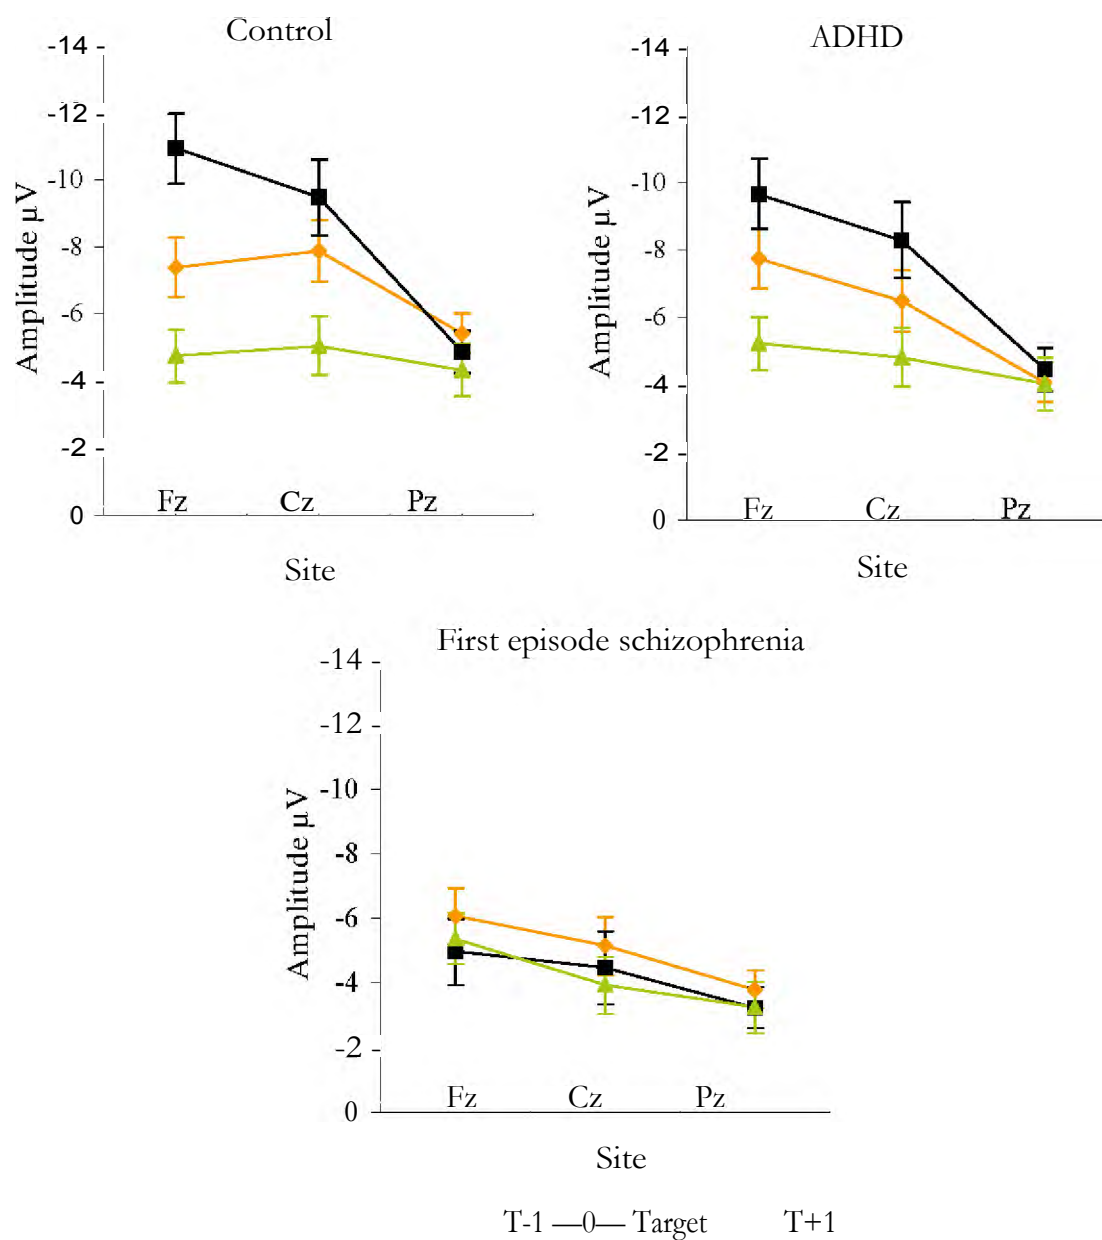 Control
-14
-12
-10
-8
-6
-4
-2
0
Amplitude µV
Fz Cz Pz
Site
ADHD
-14
-12
-10
-8
-6
-4
-2
0
Amplitude µV
Fz Cz Pz
Site
First episode schizophrenia
-14
-12
-10
-8
-6
-4
-2
0
Amplitude µV
Fz Cz Pz
Site
T-1 —0— Target T+1